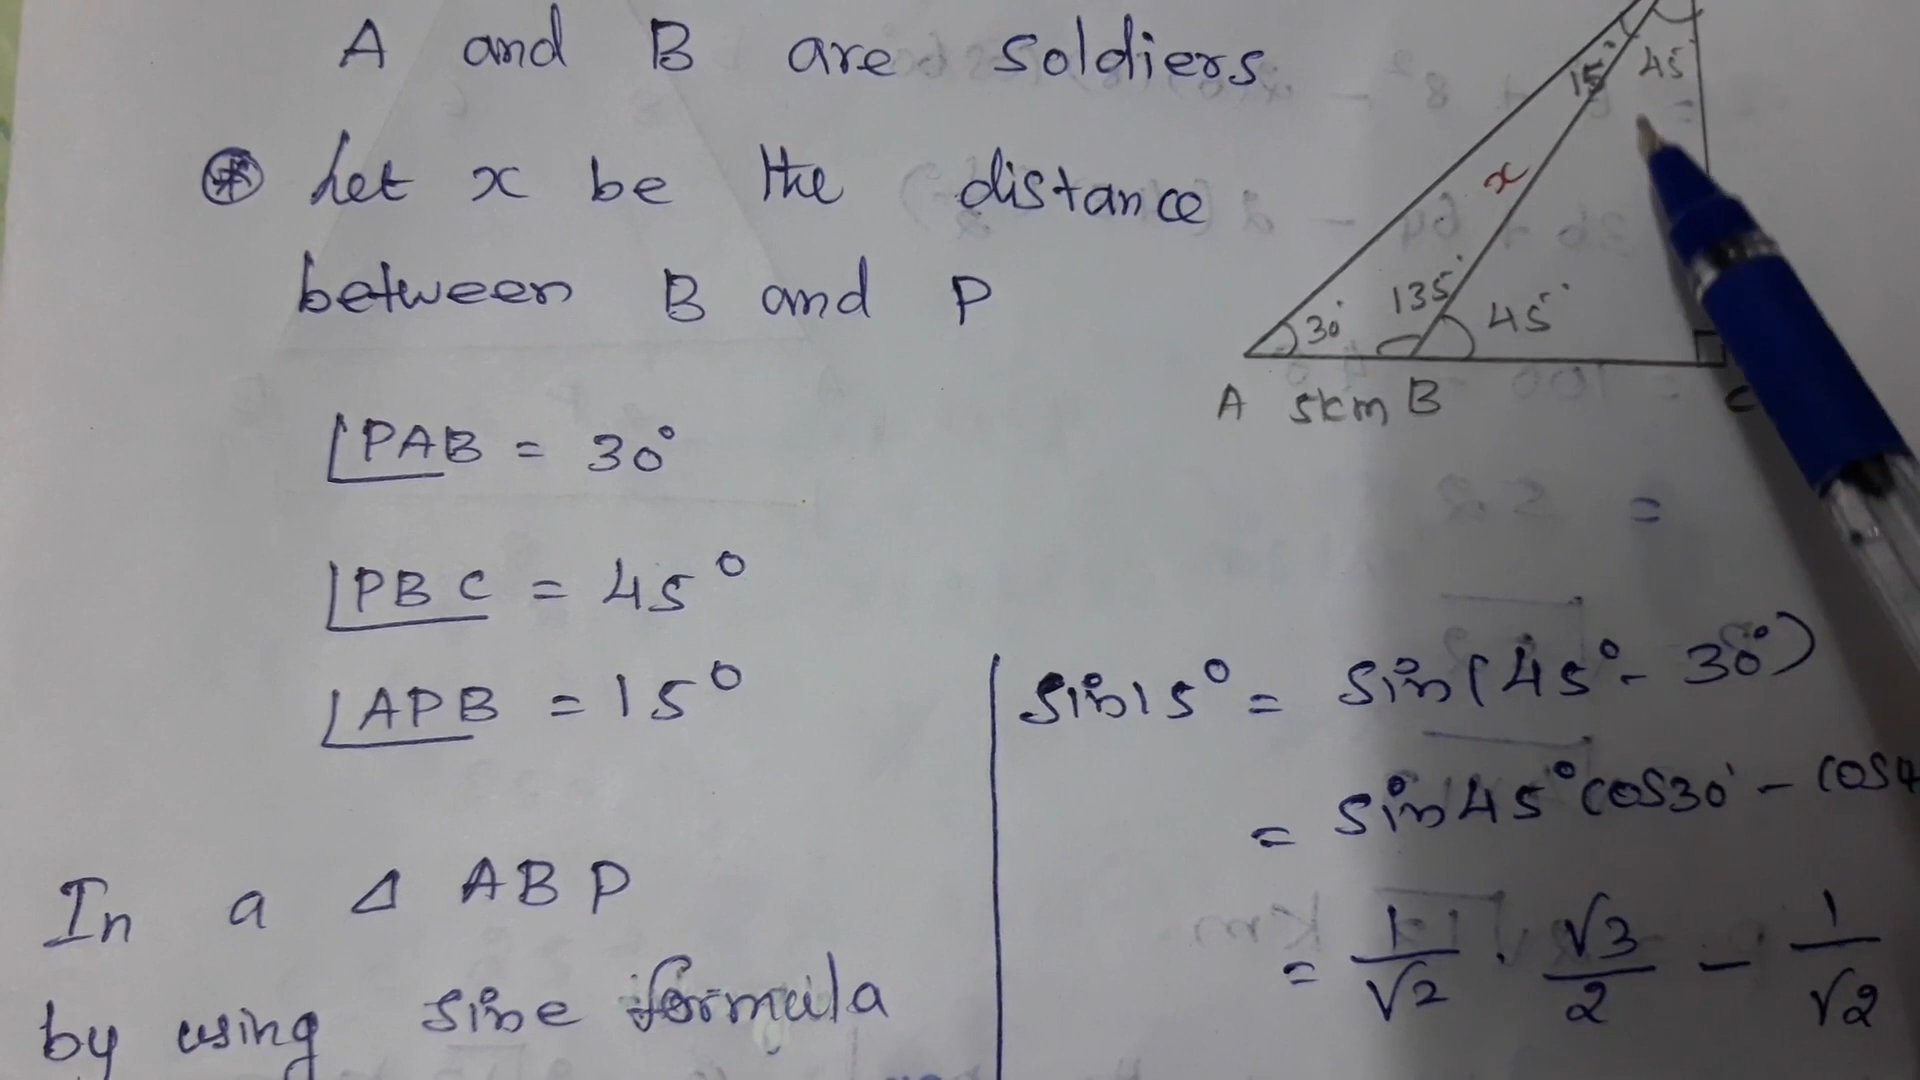 A and B are soldiers
⊛ Let x be the distance
between B and P
∠PAB = 30°
∠PBC = 45°
∠APB = 15°
In a Δ ABP
by using sine formula
15° 45°
x
30° 135° 45°
A 5km B C
sin15° = sin(45° - 30°)
= sin45° cos30° - cos4
= 1/√2 · √3/2 - 1/√2